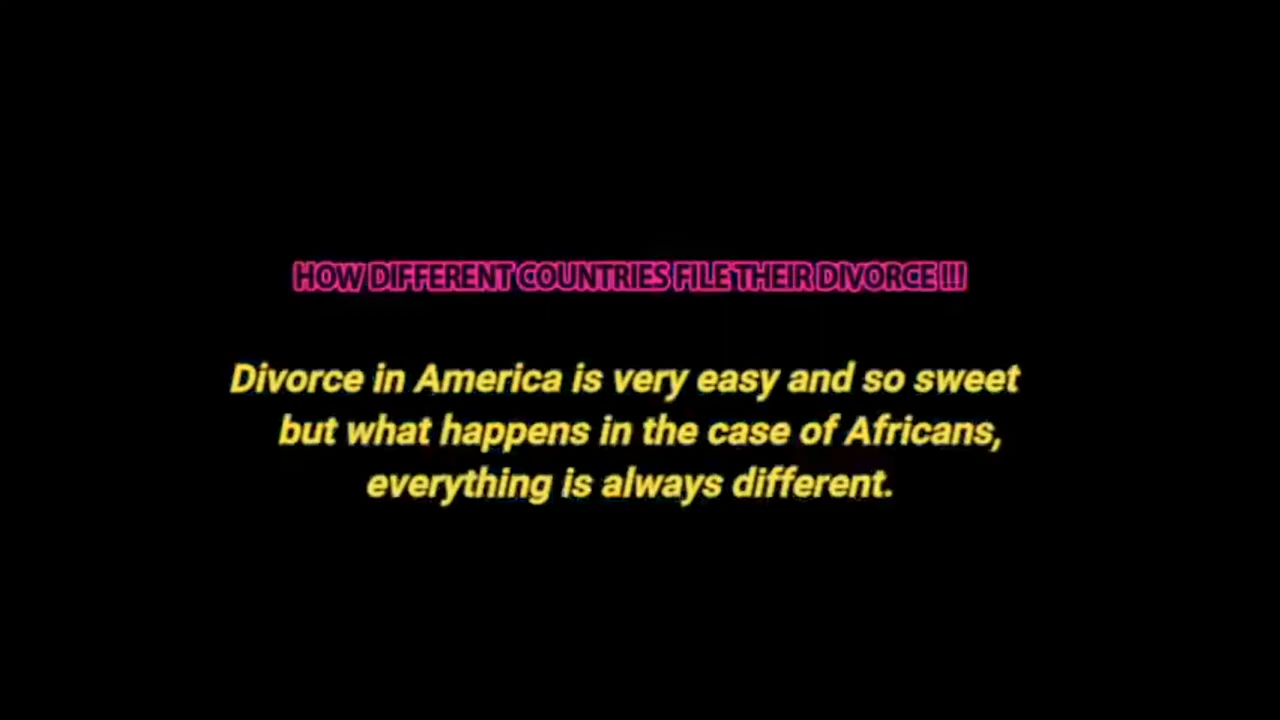 HOW DIFFERENT COUNTRIES FILE THEIR DIVORCE !!!
Divorce in America is very easy and so sweet
but what happens in the case of Africans,
everything is always different.